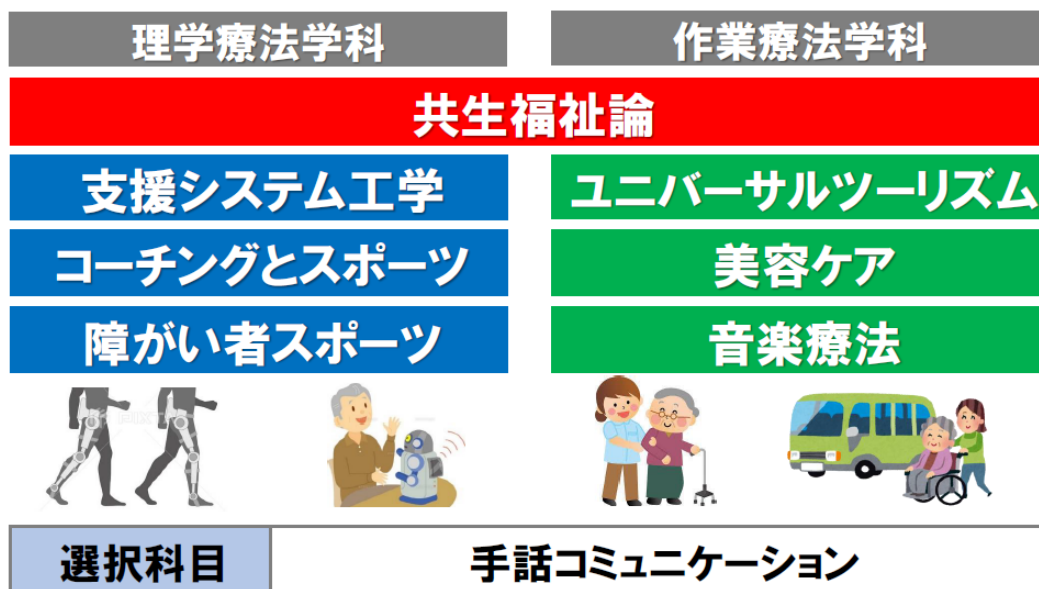 理学療法学科
作業療法学科
共生福祉論
支援システム工学
ユニバーサルツーリズム
コーチングとスポーツ
美容ケア
障がい者スポーツ
音楽療法
選択科目
手話コミュニケーション